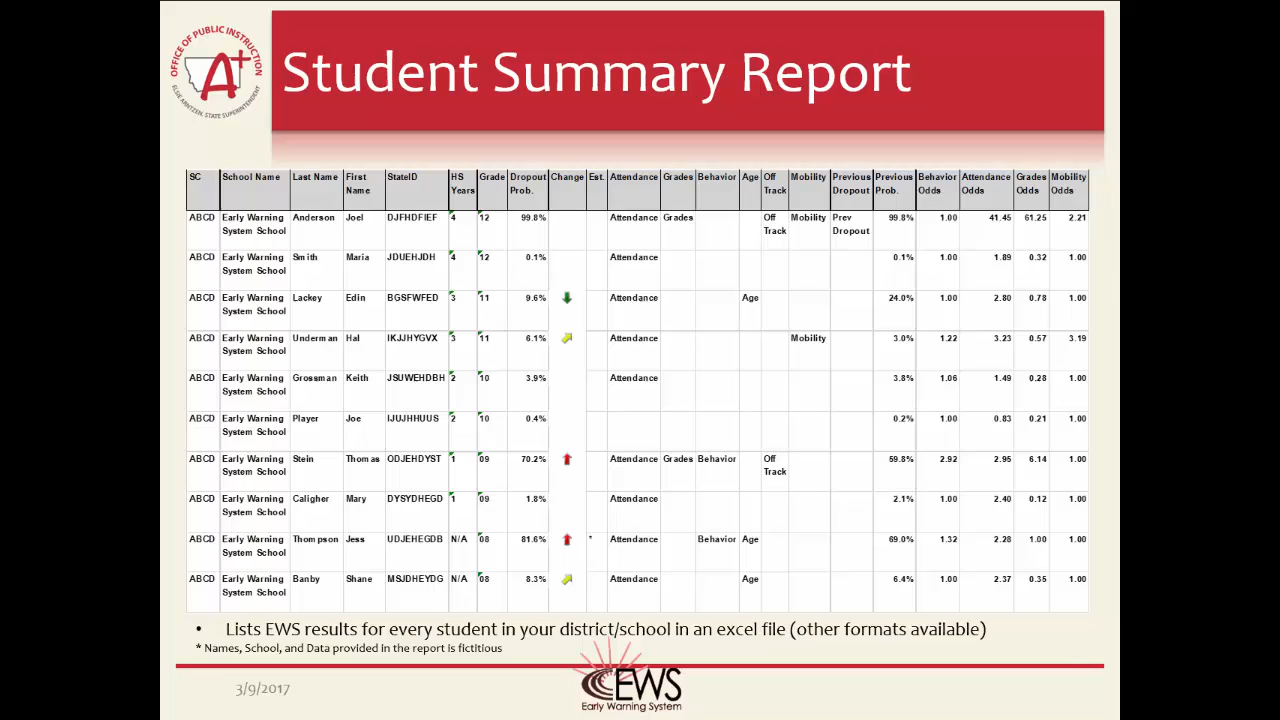 OFFICE OF PUBLIC INSTRUCTION
A+
ELSIE ARNTZEN, STATE SUPERINTENDENT
Student Summary Report
SC School Name Last Name First Name StateID HS Years Grade Dropout Prob. Change Est. Attendance Grades Behavior Age Off Track Mobility Previous Dropout Previous Prob. Behavior Odds Attendance Odds Grades Odds Mobility Odds
ABCD Early Warning System School Anderson Joel DJFHDFIEF 4 12 99.8% Attendance Grades Off Track Mobility Prev Dropout 99.8% 1.00 41.45 61.25 2.21
ABCD Early Warning System School Smith Maria JDUEHJDH 4 12 0.1% Attendance 0.1% 1.00 1.89 0.32 1.00
ABCD Early Warning System School Lackey Edin BGSFWFED 3 11 9.6% Attendance Age 24.0% 1.00 2.80 0.78 1.00
ABCD Early Warning System School Underman Hal IKJJHYGVX 3 11 6.1% Attendance Mobility 3.0% 1.22 3.23 0.57 3.19
ABCD Early Warning System School Grossman Keith JSUWEHDBH 2 10 3.9% Attendance 3.8% 1.06 1.49 0.28 1.00
ABCD Early Warning System School Player Joe IJUJHHUUS 2 10 0.4% 0.2% 1.00 0.83 0.21 1.00
ABCD Early Warning System School Stein Thomas ODJEHDYST 1 09 70.2% Attendance Grades Behavior Off Track 59.8% 2.92 2.95 6.14 1.00
ABCD Early Warning System School Caligher Mary DYSYDHEGD 1 09 1.8% Attendance 2.1% 1.00 2.40 0.12 1.00
ABCD Early Warning System School Thompson Jess UDJEHEGDB N/A 08 81.6% * Attendance Behavior Age 69.0% 1.32 2.28 1.00 1.00
ABCD Early Warning System School Banby Shane MSJDHEYDG N/A 08 8.3% Attendance Age 6.4% 1.00 2.37 0.35 1.00
• Lists EWS results for every student in your district/school in an excel file (other formats available)
* Names, School, and Data provided in the report is fictitious
3/9/2017
EWS
Early Warning System